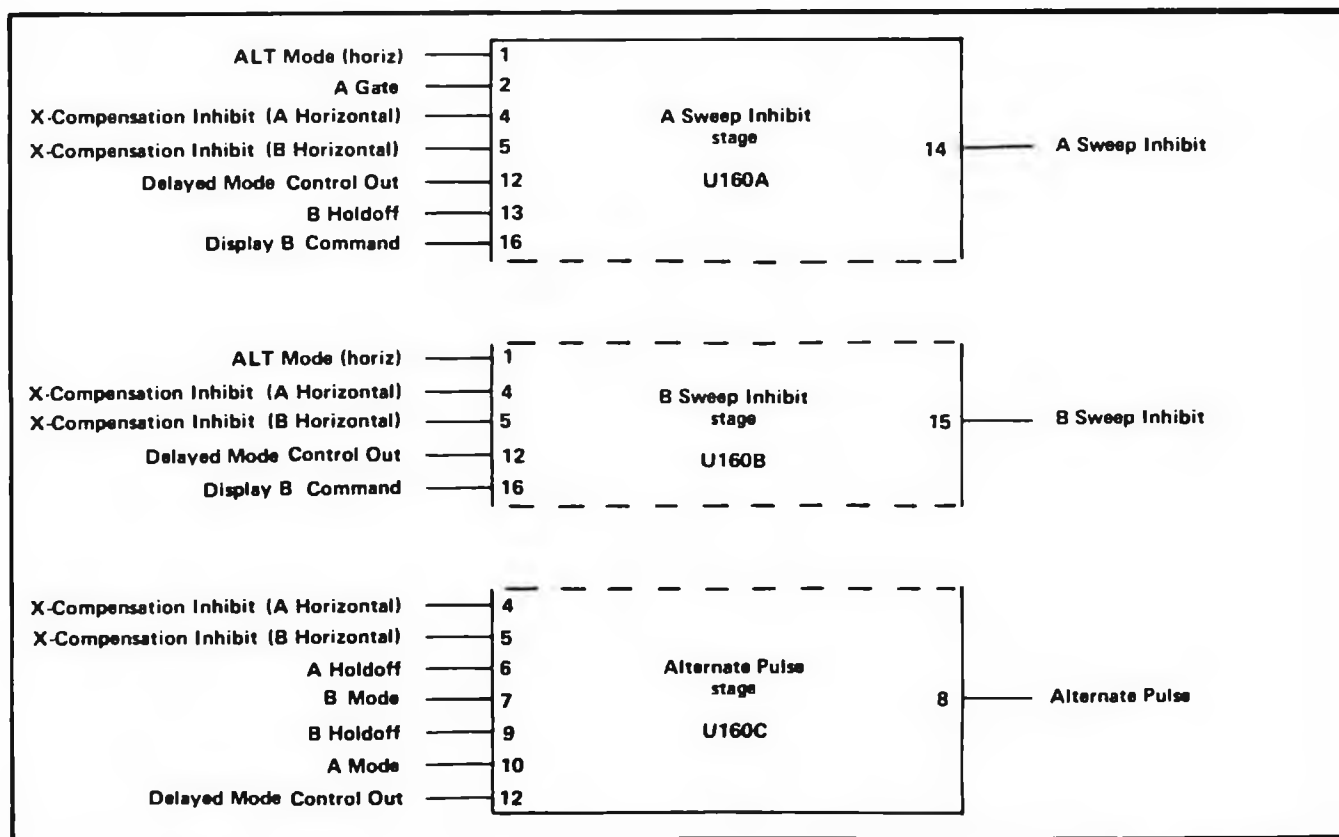 ALT Mode (horiz) 1
A Gate 2
X-Compensation Inhibit (A Horizontal) 4
X-Compensation Inhibit (B Horizontal) 5
Delayed Mode Control Out 12
B Holdoff 13
Display B Command 16
A Sweep Inhibit
stage
U160A
14 A Sweep Inhibit
ALT Mode (horiz) 1
X-Compensation Inhibit (A Horizontal) 4
X-Compensation Inhibit (B Horizontal) 5
Delayed Mode Control Out 12
Display B Command 16
B Sweep Inhibit
stage
U160B
15 B Sweep Inhibit
X-Compensation Inhibit (A Horizontal) 4
X-Compensation Inhibit (B Horizontal) 5
A Holdoff 6
B Mode 7
B Holdoff 9
A Mode 10
Delayed Mode Control Out 12
Alternate Pulse
stage
U160C
8 Alternate Pulse